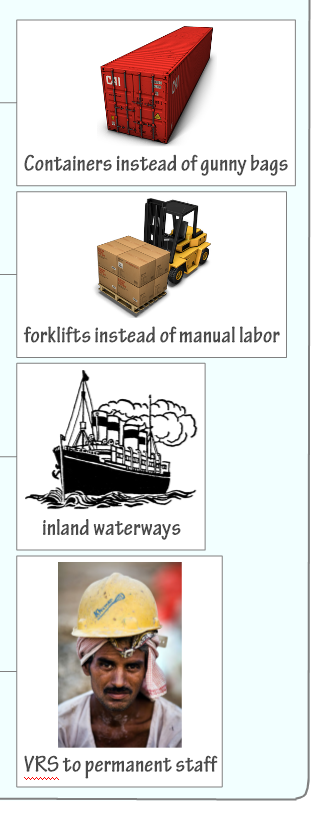 CAI
Containers instead of gunny bags
forklifts instead of manual labor
inland waterways
VRS to permanent staff